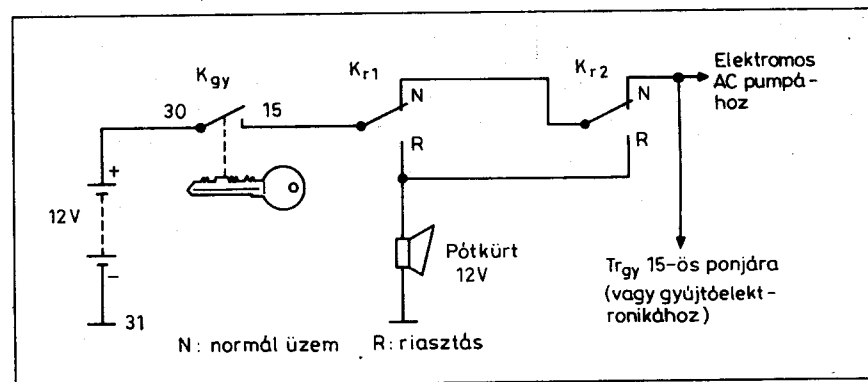 Kgy
30
15
Kr1
N
R
Kr2
N
R
Elektromos
AC pumpá-
hoz
+
12V
−
31
Pótkürt
12V
Trgy 15-ös ponjára
(vagy gyújtóelekt-
ronikához)
N: normál üzem R: riasztás